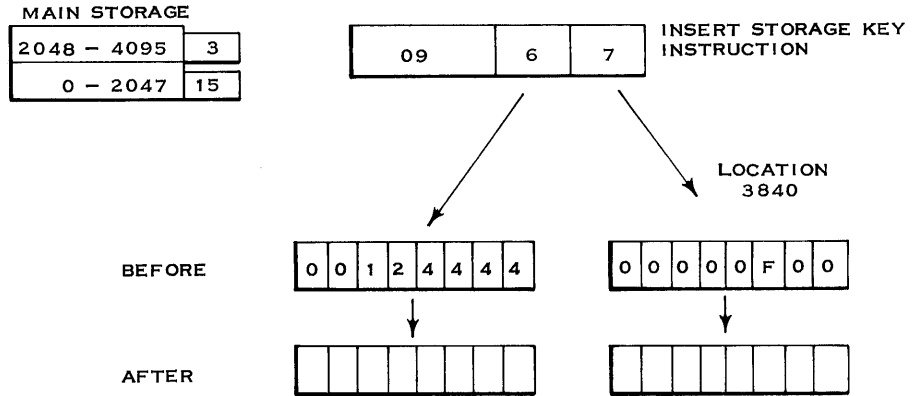 MAIN STORAGE
2048 – 4095 3
0 – 2047 15
09 6 7
INSERT STORAGE KEY
INSTRUCTION
LOCATION
3840
BEFORE
0 0 1 2 4 4 4 4
0 0 0 0 0 F 0 0
AFTER